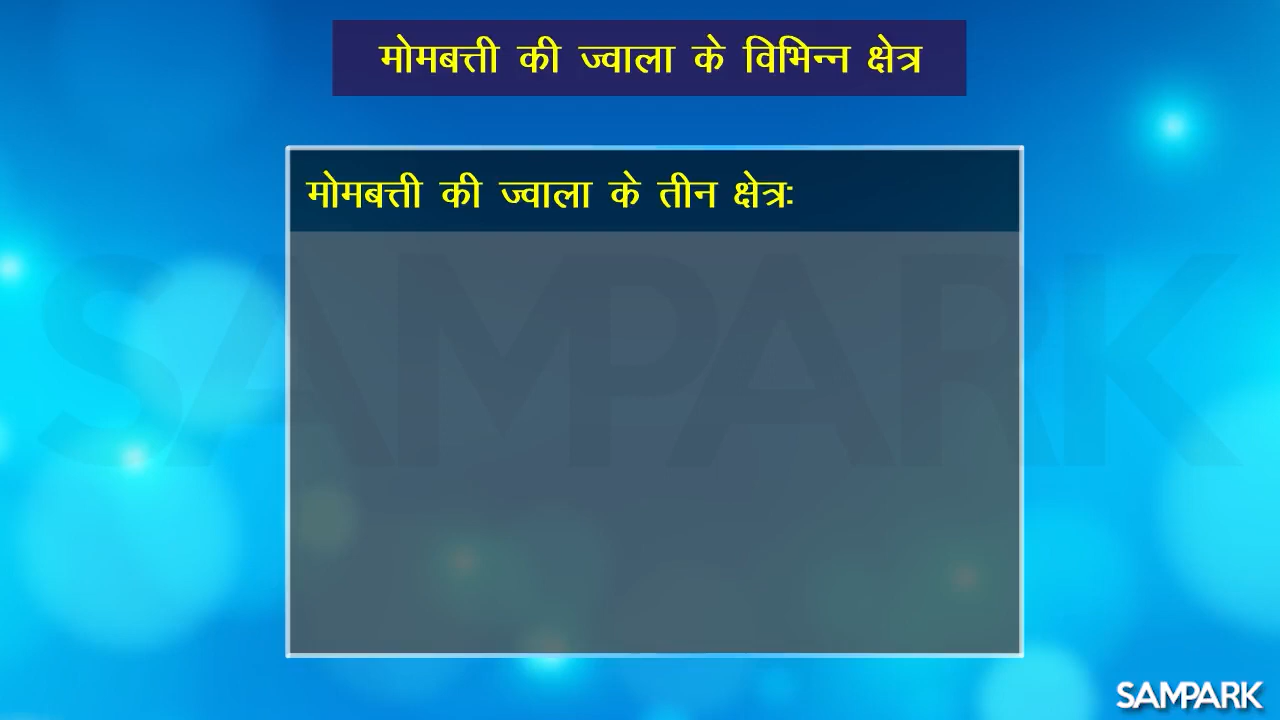 मोमबत्ती की ज्वाला के विभिन्न क्षेत्र
मोमबत्ती की ज्वाला के तीन क्षेत्र:
SAMPARK
SAMPARK